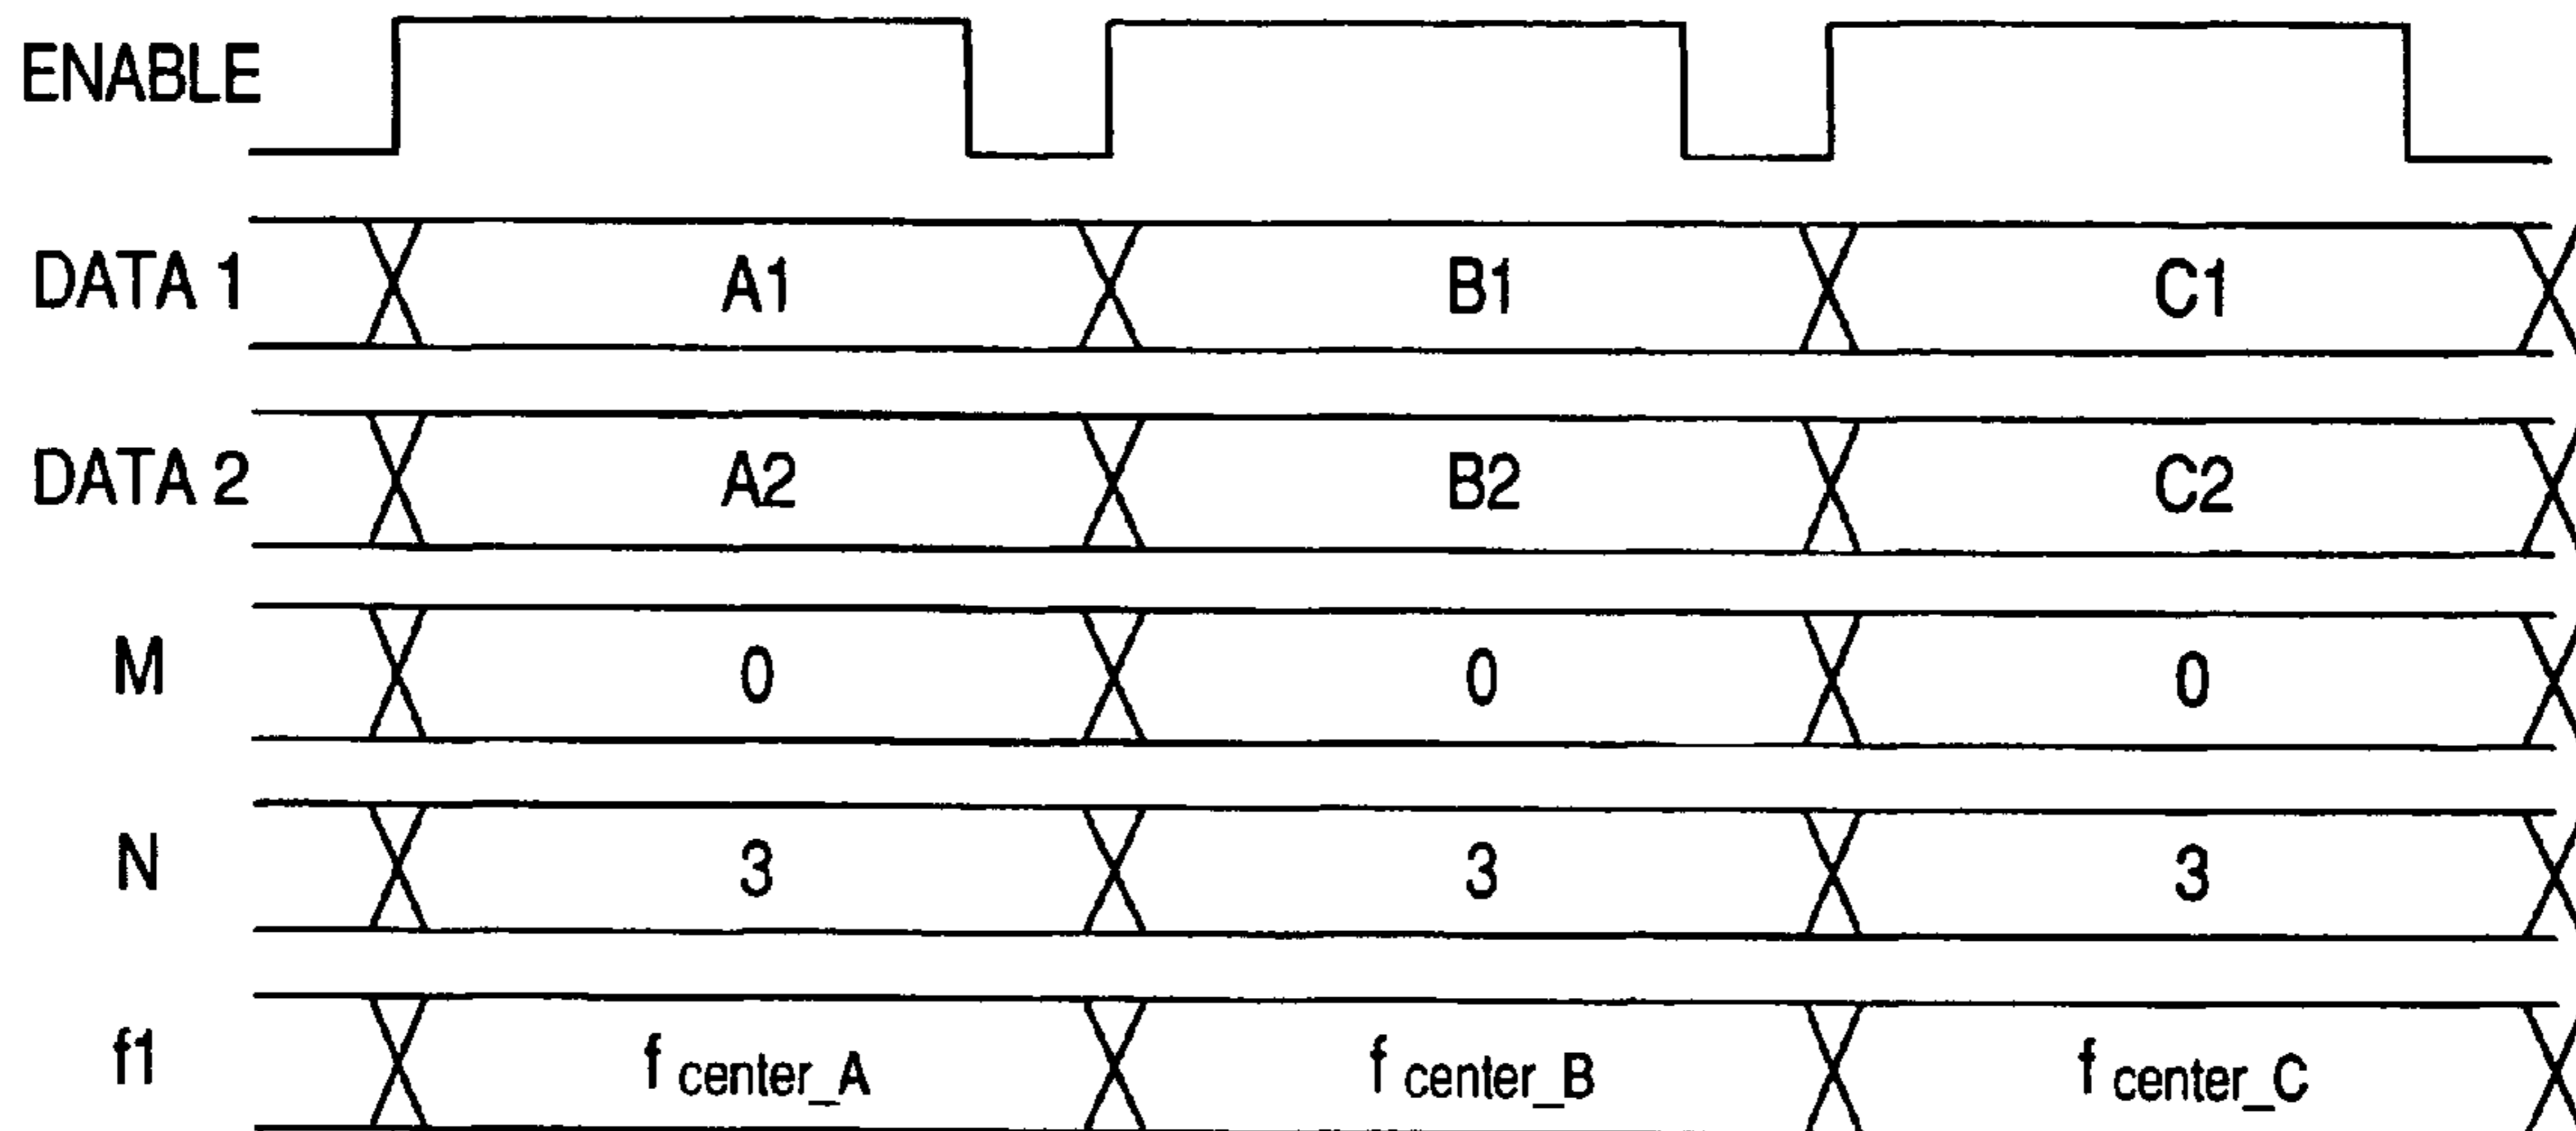 ENABLE
DATA 1 A1 B1 C1
DATA 2 A2 B2 C2
M 0 0 0
N 3 3 3
f1 f center_A f center_B f center_C